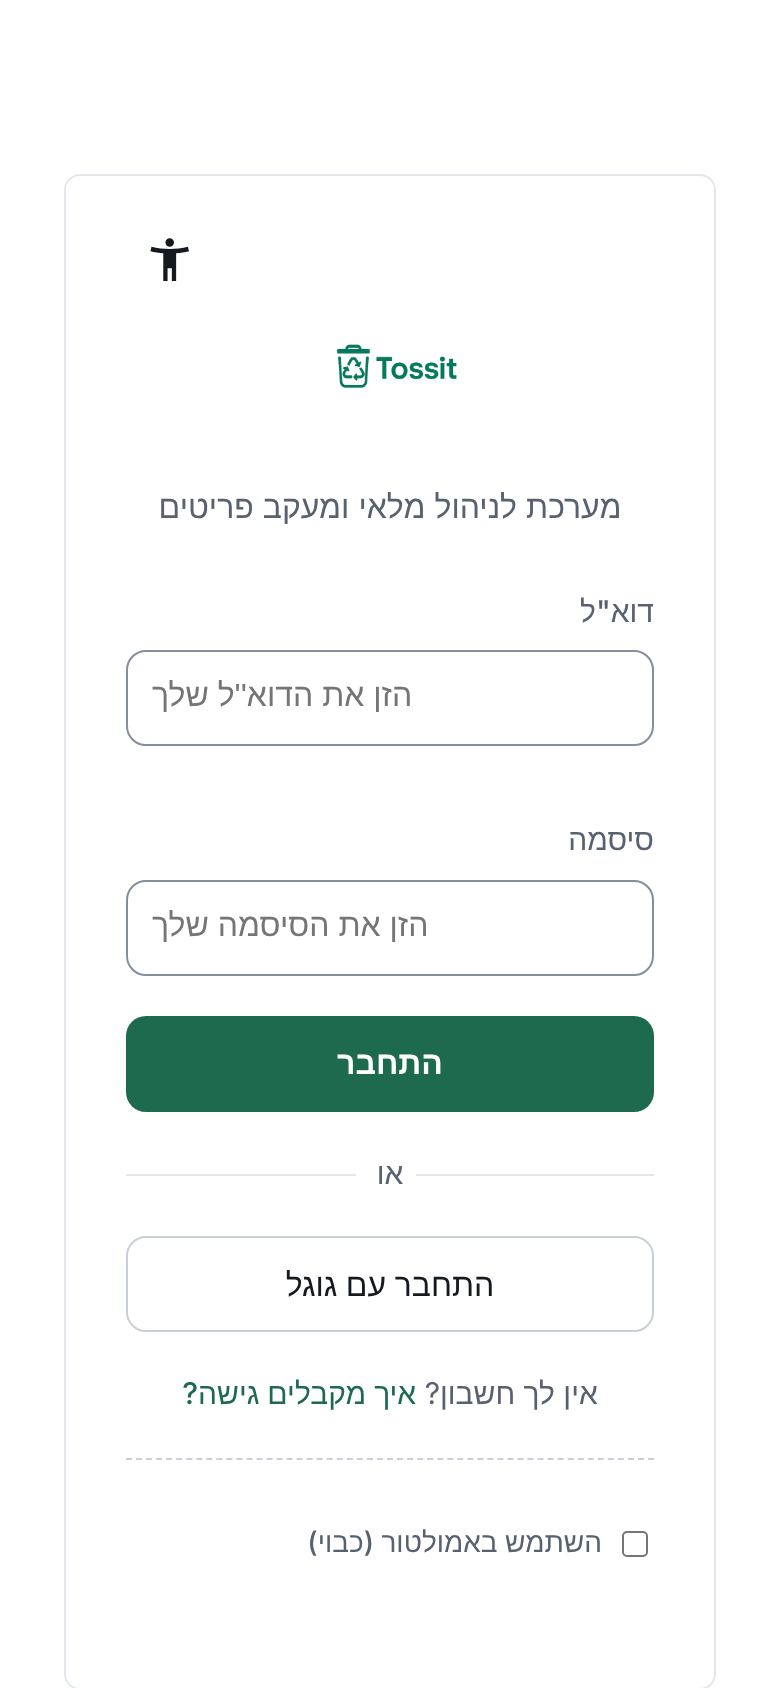 Tossit
מערכת לניהול מלאי ומעקב פריטים
דוא"ל
הזן את הדוא"ל שלך
סיסמה
הזן את הסיסמה שלך
התחבר
או
התחבר עם גוגל
אין לך חשבון? איך מקבלים גישה?
השתמש באמולטור (כבוי)